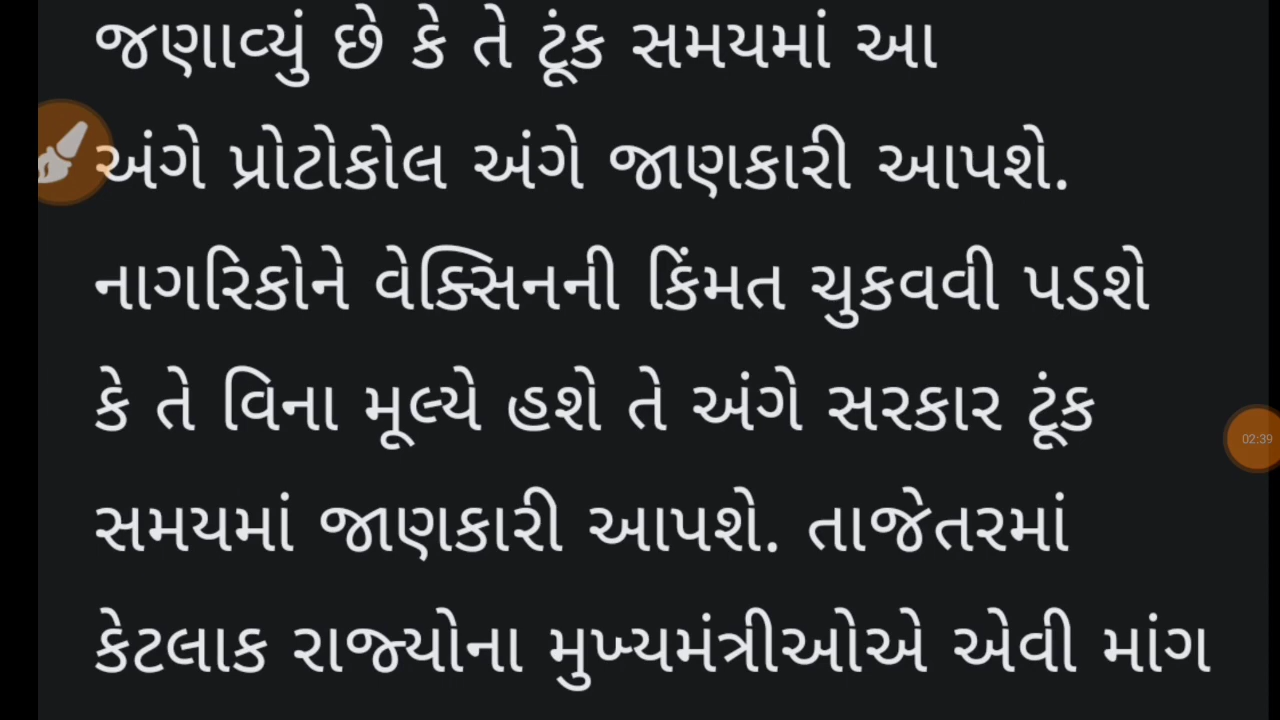 જણાવ્યું છે કે તે ટૂંક સમયમાં આ
અંગે પ્રોટોકોલ અંગે જાણકારી આપશે.
નાગરિકોને વેક્સિનની કિંમત ચુકવવી પડશે
કે તે વિના મૂલ્યે હશે તે અંગે સરકાર ટૂંક
02:39
સમયમાં જાણકારી આપશે. તાજેતરમાં
કેટલાક રાજ્યોના મુખ્યમંત્રીઓએ એવી માંગ